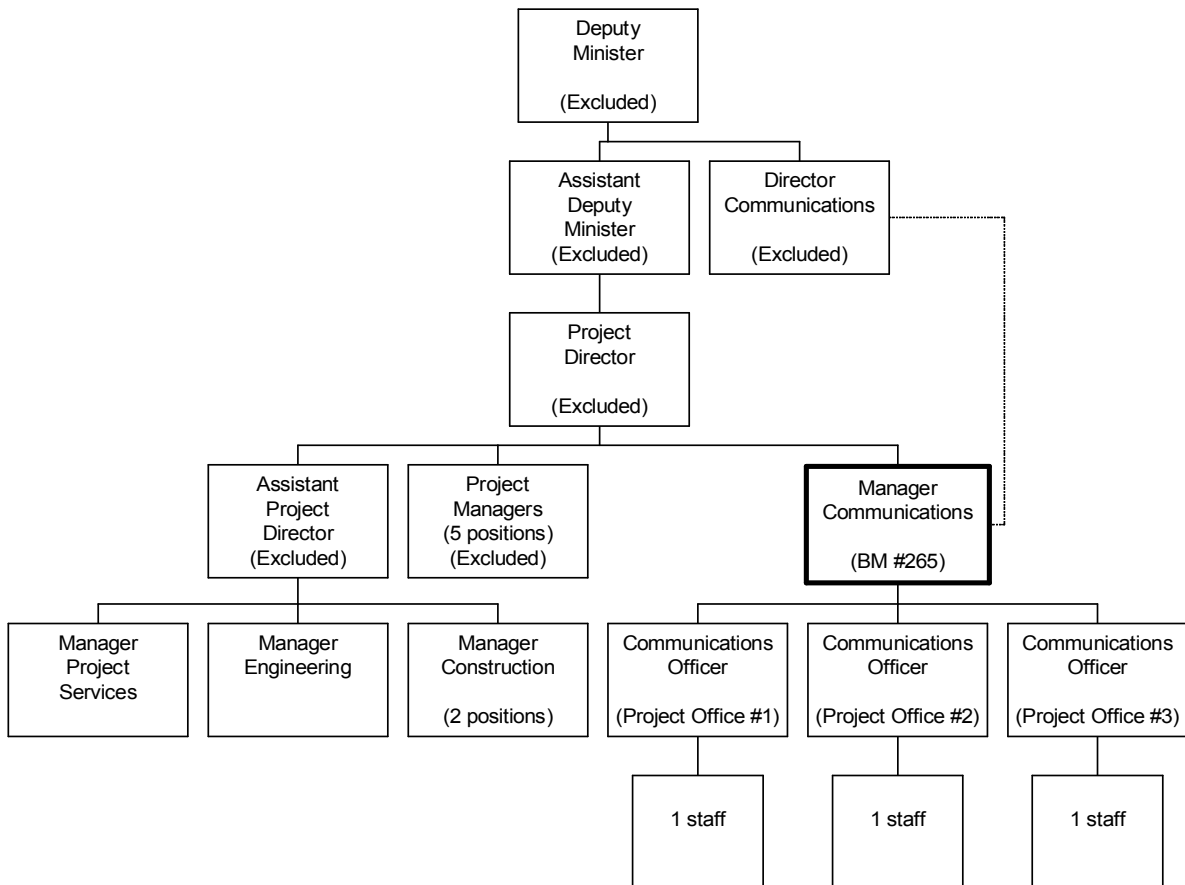 Deputy
Minister
(Excluded)
Assistant
Deputy
Minister
(Excluded)
Director
Communications
(Excluded)
Project
Director
(Excluded)
Assistant
Project
Director
(Excluded)
Project
Managers
(5 positions)
(Excluded)
Manager
Communications
(BM #265)
Manager
Project
Services
Manager
Engineering
Manager
Construction
(2 positions)
Communications
Officer
(Project Office #1)
Communications
Officer
(Project Office #2)
Communications
Officer
(Project Office #3)
1 staff
1 staff
1 staff